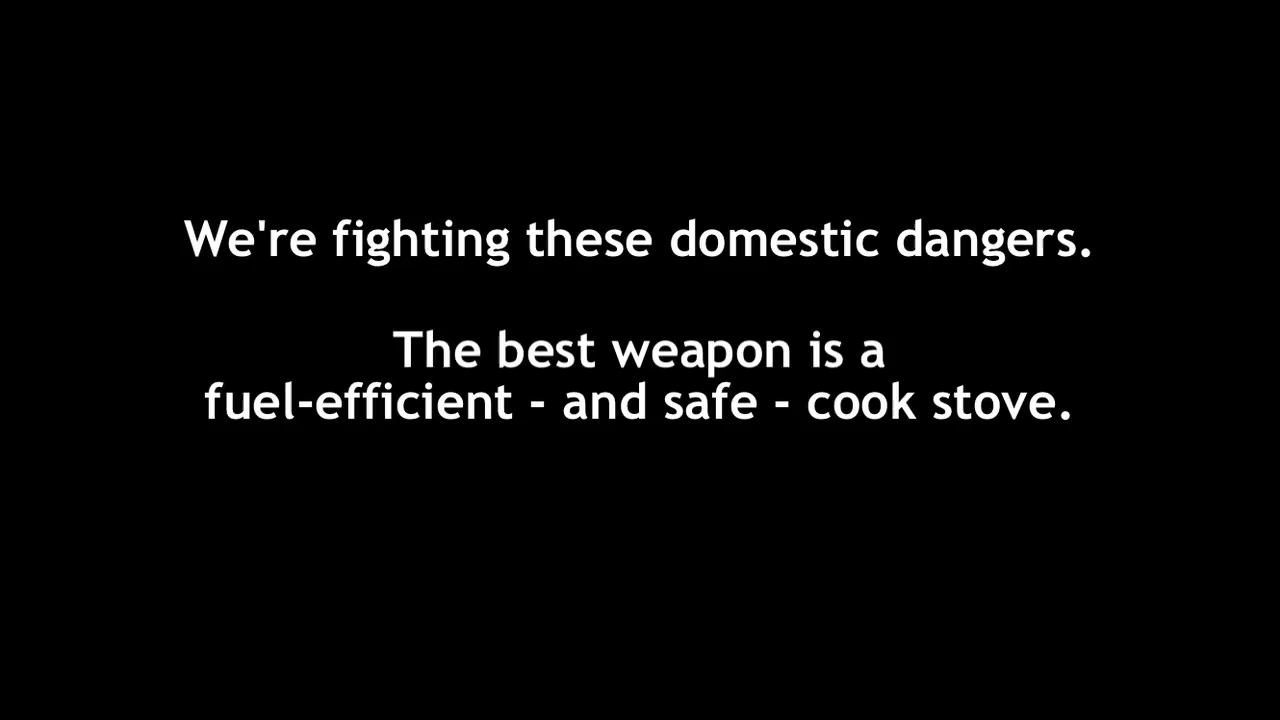 We're fighting these domestic dangers.
The best weapon is a
fuel-efficient - and safe - cook stove.